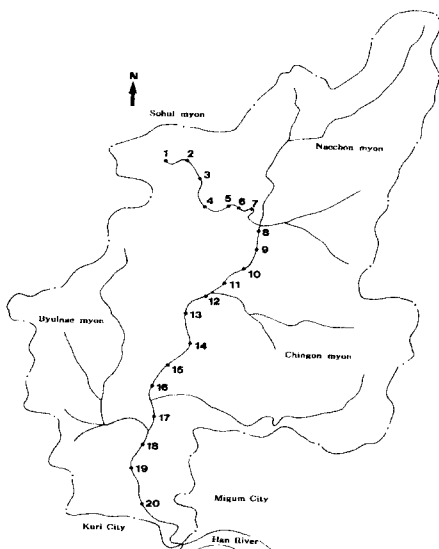 N
Sohul myon
Naechon myon
1
2
3
4
5
6
7
8
9
10
11
12
13
Byulnae myon
14
Chingon myon
15
16
17
18
19
20
Migum City
Kuri City
Han River